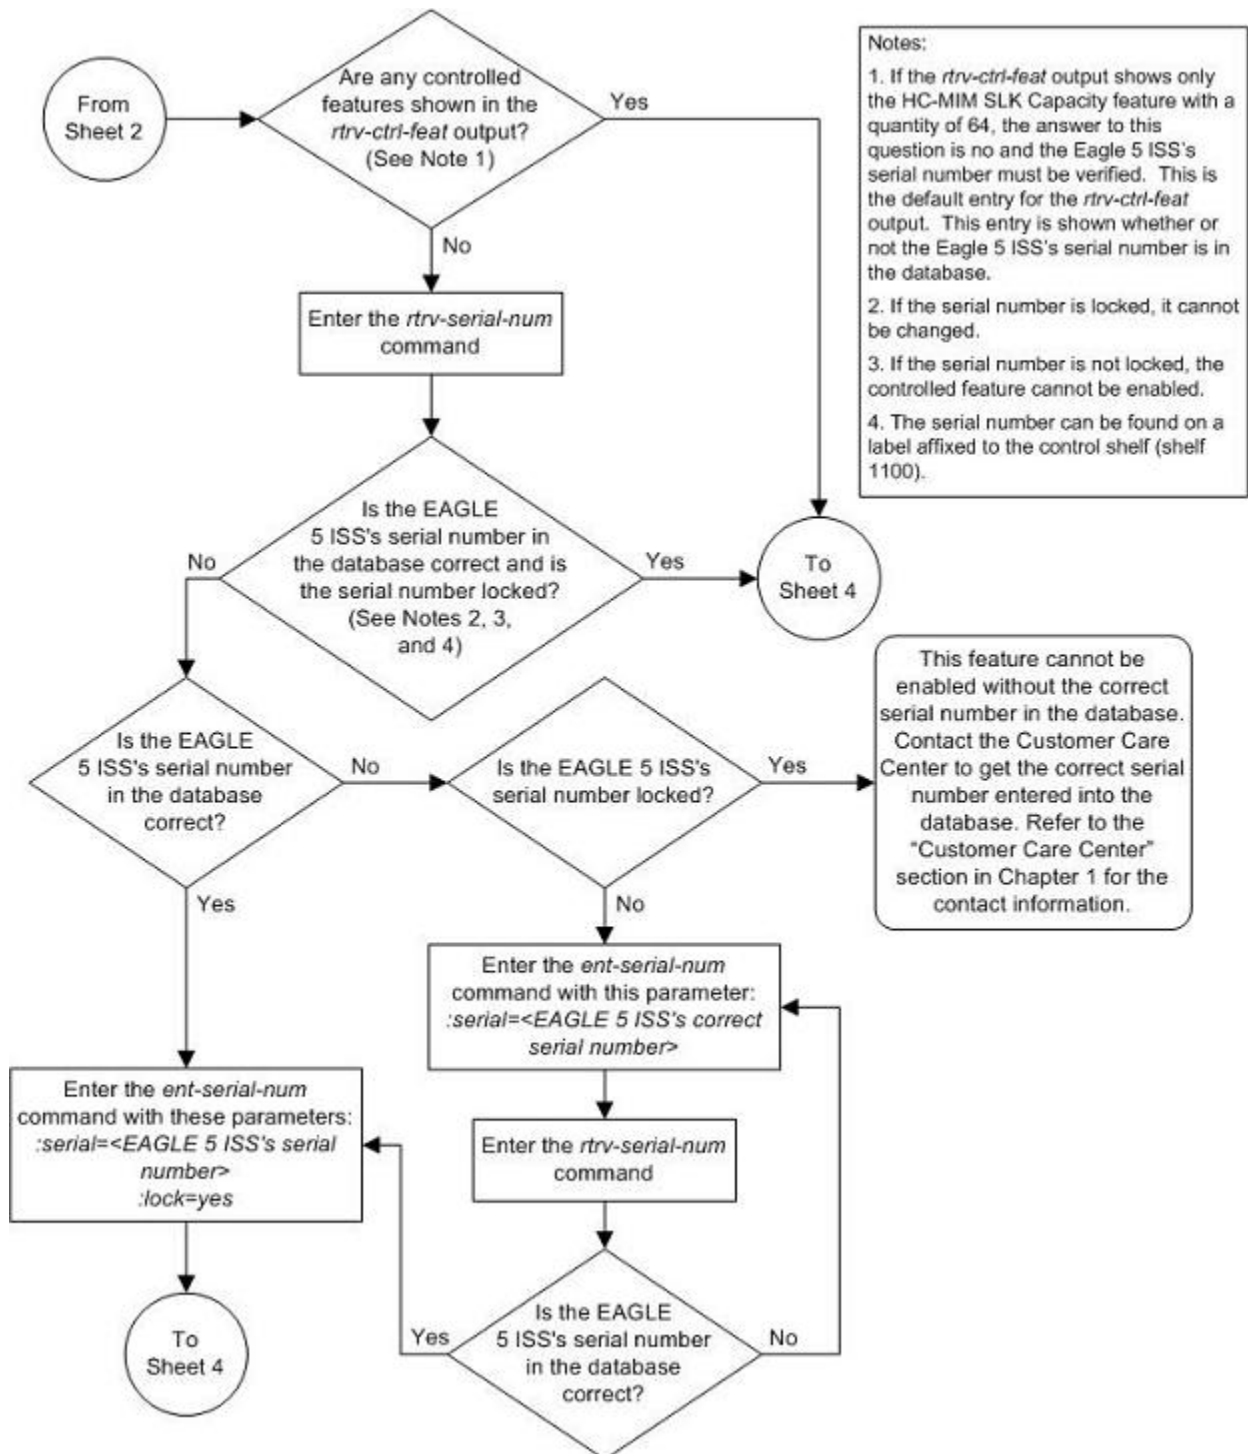 From
Sheet 2
Are any controlled
features shown in the
rtrv-ctrl-feat output?
(See Note 1)
Yes
No
Notes:
1. If the rtrv-ctrl-feat output shows only
the HC-MIM SLK Capacity feature with a
quantity of 64, the answer to this
question is no and the Eagle 5 ISS's
serial number must be verified. This is
the default entry for the rtrv-ctrl-feat
output. This entry is shown whether or
not the Eagle 5 ISS's serial number is in
the database.
2. If the serial number is locked, it cannot
be changed.
3. If the serial number is not locked, the
controlled feature cannot be enabled.
4. The serial number can be found on a
label affixed to the control shelf (shelf
1100).
Enter the rtrv-serial-num
command
Is the EAGLE
5 ISS's serial number in
the database correct and is
the serial number locked?
(See Notes 2, 3,
and 4)
No
Yes
To
Sheet 4
Is the EAGLE
5 ISS's serial number
in the database
correct?
No
Yes
Is the EAGLE 5 ISS's
serial number locked?
Yes
No
This feature cannot be
enabled without the correct
serial number in the database.
Contact the Customer Care
Center to get the correct serial
number entered into the
database. Refer to the
“Customer Care Center”
section in Chapter 1 for the
contact information.
Enter the ent-serial-num
command with this parameter:
:serial=<EAGLE 5 ISS's correct
serial number>
Enter the ent-serial-num
command with these parameters:
:serial=<EAGLE 5 ISS's serial
number>
:lock=yes
Enter the rtrv-serial-num
command
Is the EAGLE
5 ISS's serial number
in the database
correct?
Yes
No
To
Sheet 4